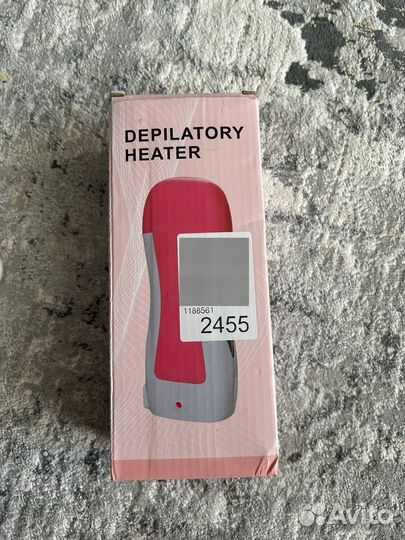 DEPILATORY
HEATER
1188561
2455
Avito